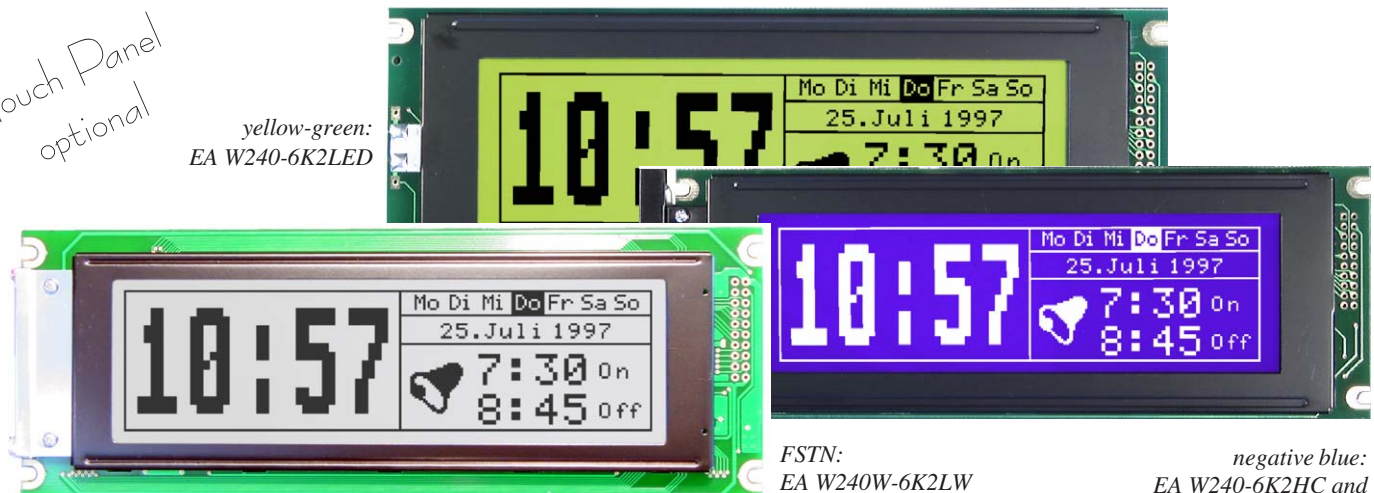 ouch Panel
optional
yellow-green:
EA W240-6K2LED
10:57
Mo Di Mi Do Fr Sa So
25.Juli 1997
7:30 On
10:57
Mo Di Mi Do Fr Sa So
25.Juli 1997
7:30 On
8:45 Off
10:57
Mo Di Mi Do Fr Sa So
25.Juli 1997
7:30 On
8:45 Off
FSTN:
EA W240W-6K2LW
negative blue:
EA W240-6K2HC and